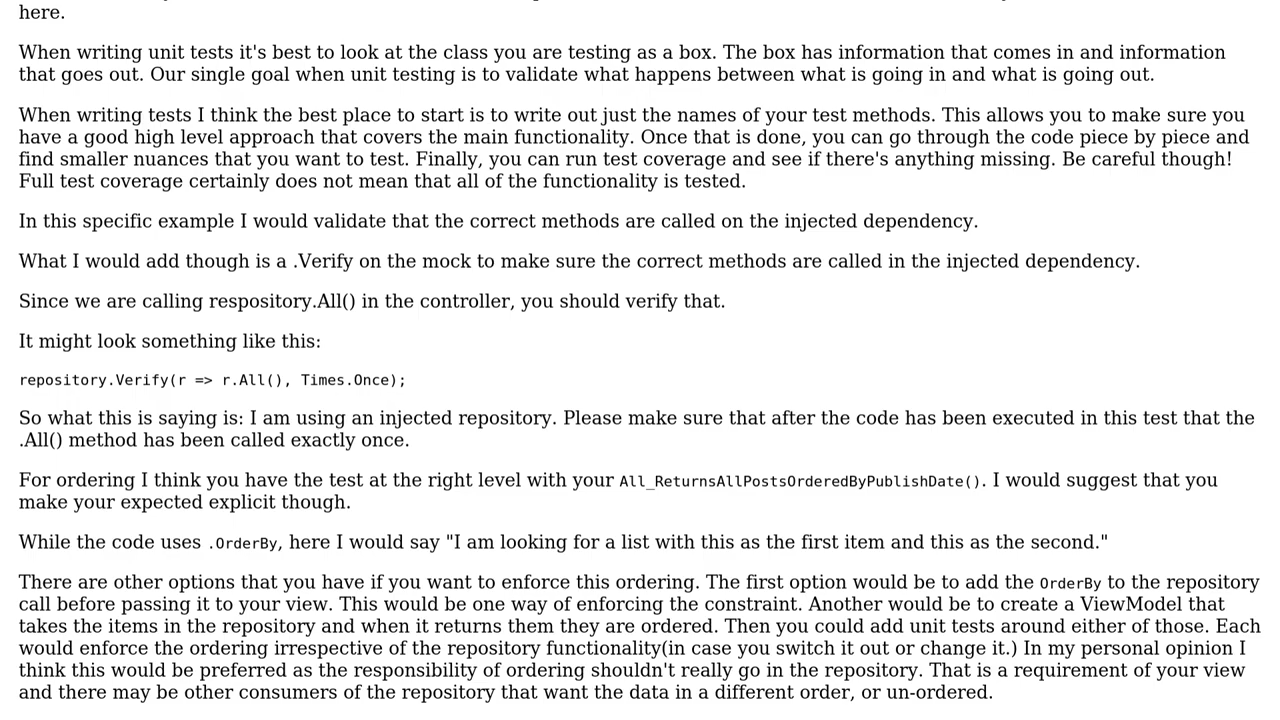 here.
When writing unit tests it's best to look at the class you are testing as a box. The box has information that comes in and information
that goes out. Our single goal when unit testing is to validate what happens between what is going in and what is going out.
When writing tests I think the best place to start is to write out just the names of your test methods. This allows you to make sure you
have a good high level approach that covers the main functionality. Once that is done, you can go through the code piece by piece and
find smaller nuances that you want to test. Finally, you can run test coverage and see if there's anything missing. Be careful though!
Full test coverage certainly does not mean that all of the functionality is tested.
In this specific example I would validate that the correct methods are called on the injected dependency.
What I would add though is a .Verify on the mock to make sure the correct methods are called in the injected dependency.
Since we are calling respository.All() in the controller, you should verify that.
It might look something like this:
repository.Verify(r => r.All(), Times.Once);
So what this is saying is: I am using an injected repository. Please make sure that after the code has been executed in this test that the
.All() method has been called exactly once.
For ordering I think you have the test at the right level with your All_ReturnsAllPostsOrderedByPublishDate(). I would suggest that you
make your expected explicit though.
While the code uses .OrderBy, here I would say "I am looking for a list with this as the first item and this as the second."
There are other options that you have if you want to enforce this ordering. The first option would be to add the OrderBy to the repository
call before passing it to your view. This would be one way of enforcing the constraint. Another would be to create a ViewModel that
takes the items in the repository and when it returns them they are ordered. Then you could add unit tests around either of those. Each
would enforce the ordering irrespective of the repository functionality(in case you switch it out or change it.) In my personal opinion I
think this would be preferred as the responsibility of ordering shouldn't really go in the repository. That is a requirement of your view
and there may be other consumers of the repository that want the data in a different order, or un-ordered.